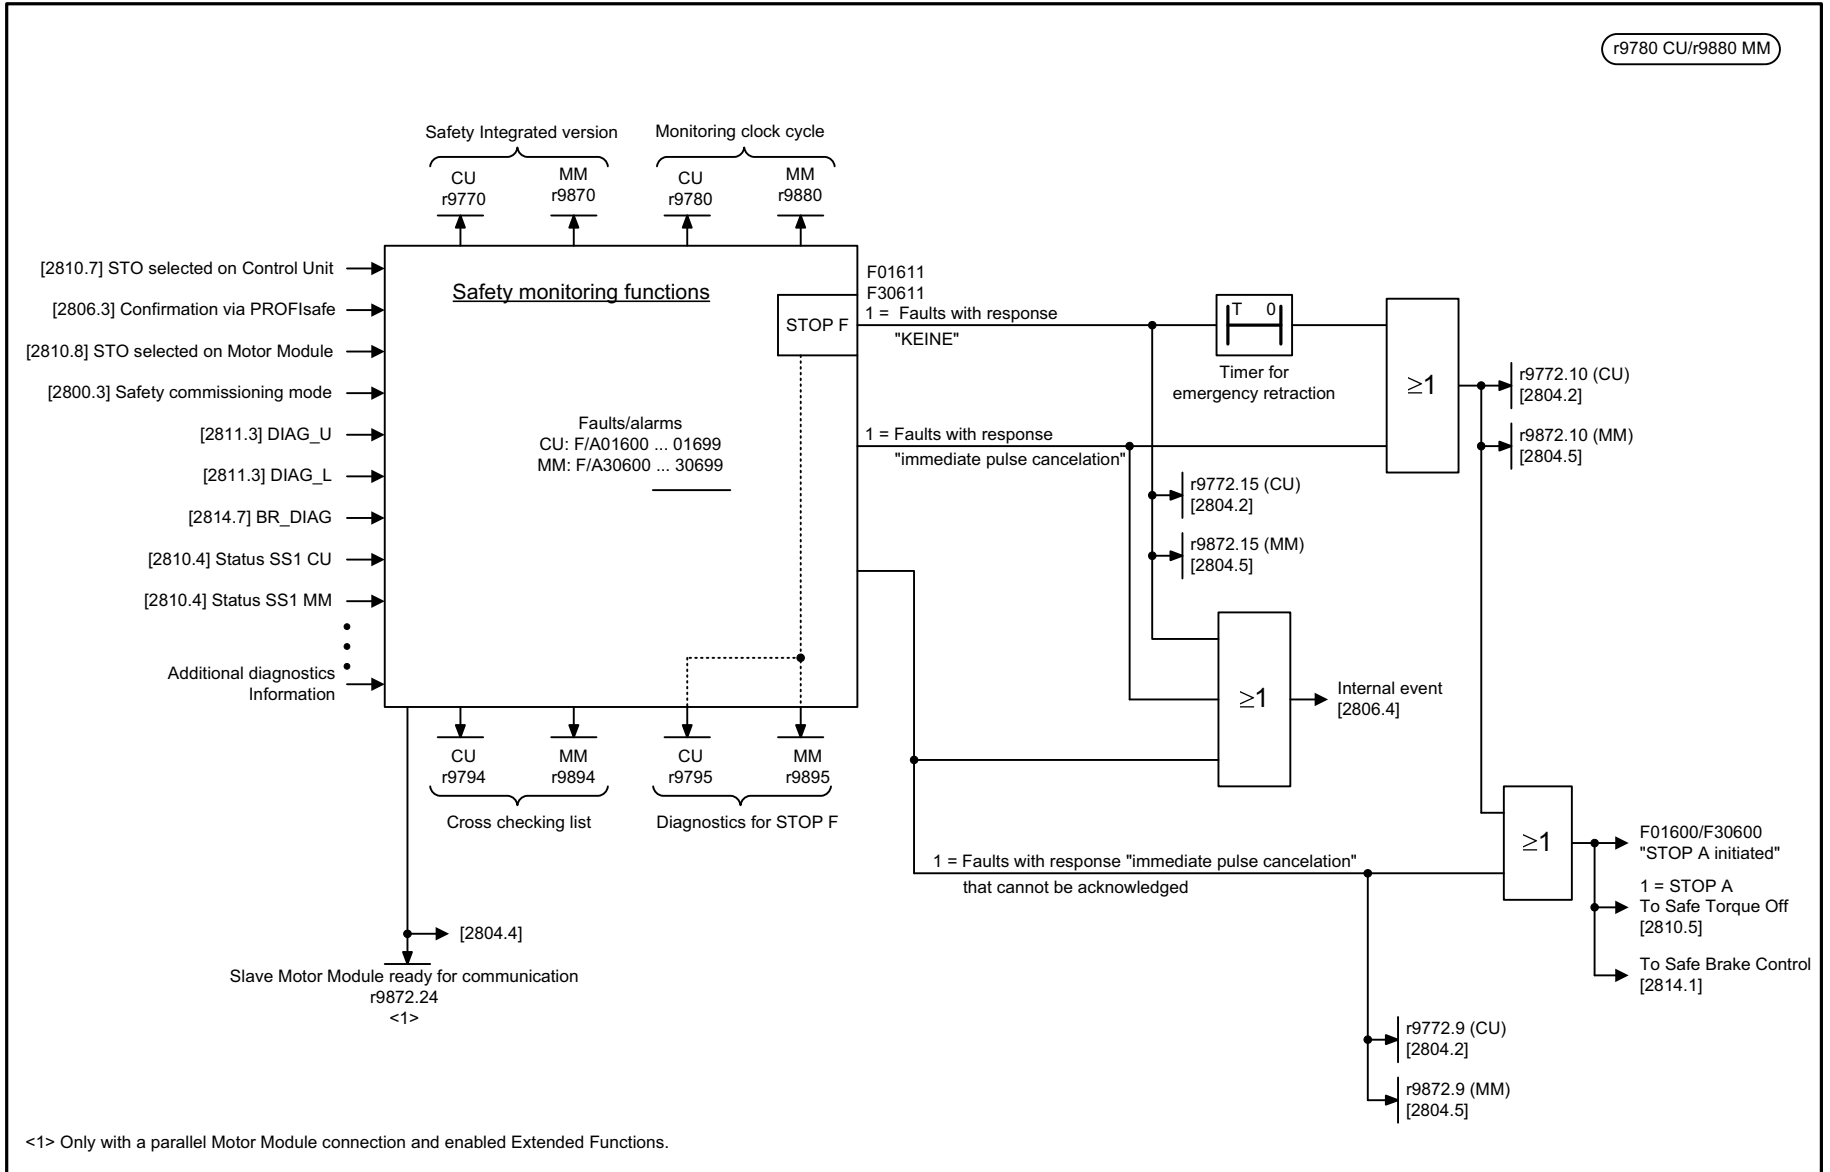 r9780 CU/r9880 MM
Safety Integrated version
Monitoring clock cycle
CU
r9770
MM
r9870
CU
r9780
MM
r9880
[2810.7] STO selected on Control Unit
[2806.3] Confirmation via PROFIsafe
[2810.8] STO selected on Motor Module
[2800.3] Safety commissioning mode
[2811.3] DIAG_U
[2811.3] DIAG_L
[2814.7] BR_DIAG
[2810.4] Status SS1 CU
[2810.4] Status SS1 MM
Additional diagnostics
Information
Safety monitoring functions
STOP F
Faults/alarms
CU: F/A01600 ... 01699
MM: F/A30600 ... 30699
F01611
F30611
1 = Faults with response
"KEINE"
T 0
Timer for
emergency retraction
≥1
r9772.10 (CU)
[2804.2]
r9872.10 (MM)
[2804.5]
1 = Faults with response
"immediate pulse cancelation"
r9772.15 (CU)
[2804.2]
r9872.15 (MM)
[2804.5]
≥1
Internal event
[2806.4]
CU
r9794
MM
r9894
CU
r9795
MM
r9895
Cross checking list
Diagnostics for STOP F
1 = Faults with response "immediate pulse cancelation"
that cannot be acknowledged
≥1
F01600/F30600
"STOP A initiated"
1 = STOP A
To Safe Torque Off
[2810.5]
To Safe Brake Control
[2814.1]
[2804.4]
Slave Motor Module ready for communication
r9872.24
<1>
r9772.9 (CU)
[2804.2]
r9872.9 (MM)
[2804.5]
<1> Only with a parallel Motor Module connection and enabled Extended Functions.